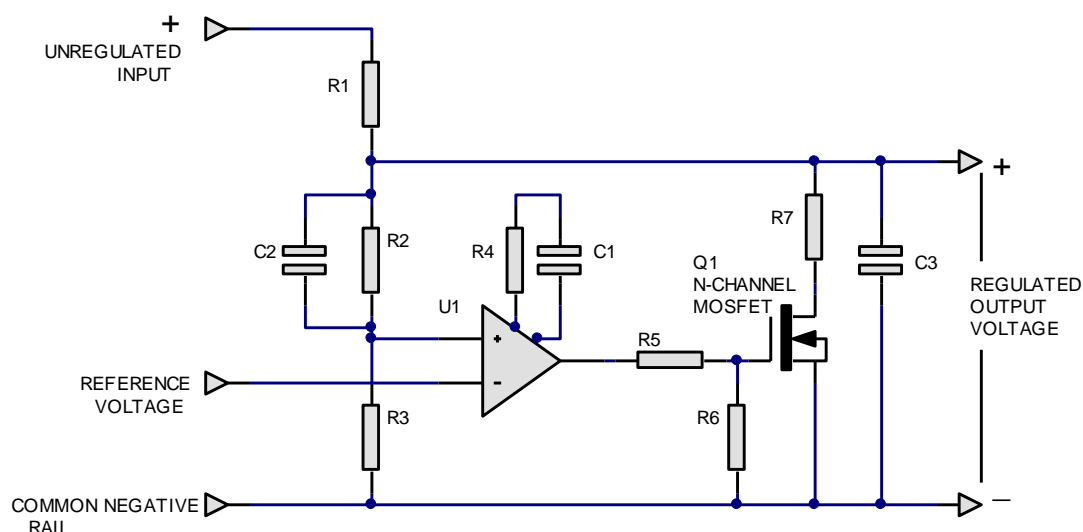 +
UNREGULATED
INPUT
R1
+
R7
C2
R2
R4
C1
C3
Q1
N-CHANNEL
MOSFET
REGULATED
OUTPUT
VOLTAGE
U1
+
R5
-
REFERENCE
VOLTAGE
R3
R6
COMMON NEGATIVE
RAIL
–